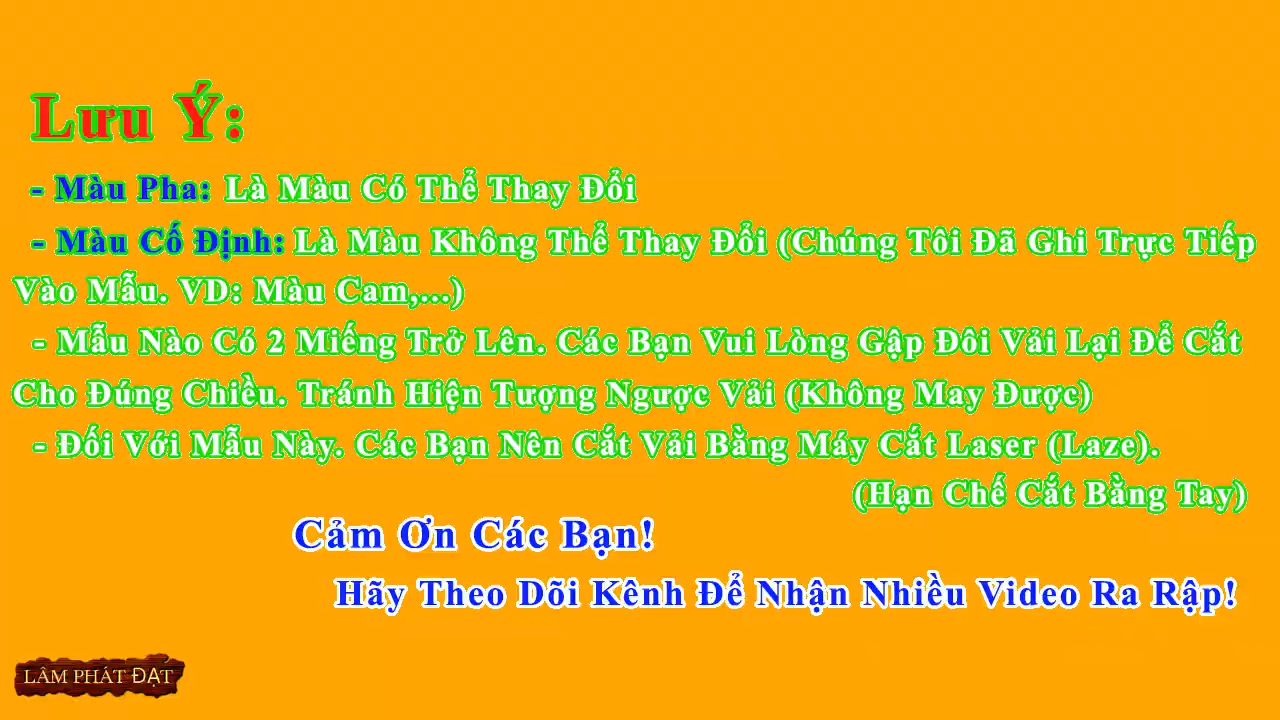 Lưu Ý:
- Màu Pha: Là Màu Có Thể Thay Đổi
- Màu Cố Định: Là Màu Không Thể Thay Đổi (Chúng Tôi Đã Ghi Trực Tiếp
Vào Mẫu. VD: Màu Cam,...)
- Mẫu Nào Có 2 Miếng Trở Lên. Các Bạn Vui Lòng Gập Đôi Vải Lại Để Cắt
Cho Đúng Chiều. Tránh Hiện Tượng Ngược Vải (Không May Được)
- Đối Với Mẫu Này. Các Bạn Nên Cắt Vải Bằng Máy Cắt Laser (Laze).
(Hạn Chế Cắt Bằng Tay)
Cảm Ơn Các Bạn!
Hãy Theo Dõi Kênh Để Nhận Nhiều Video Ra Rập!
LÂM PHÁT ĐẠT